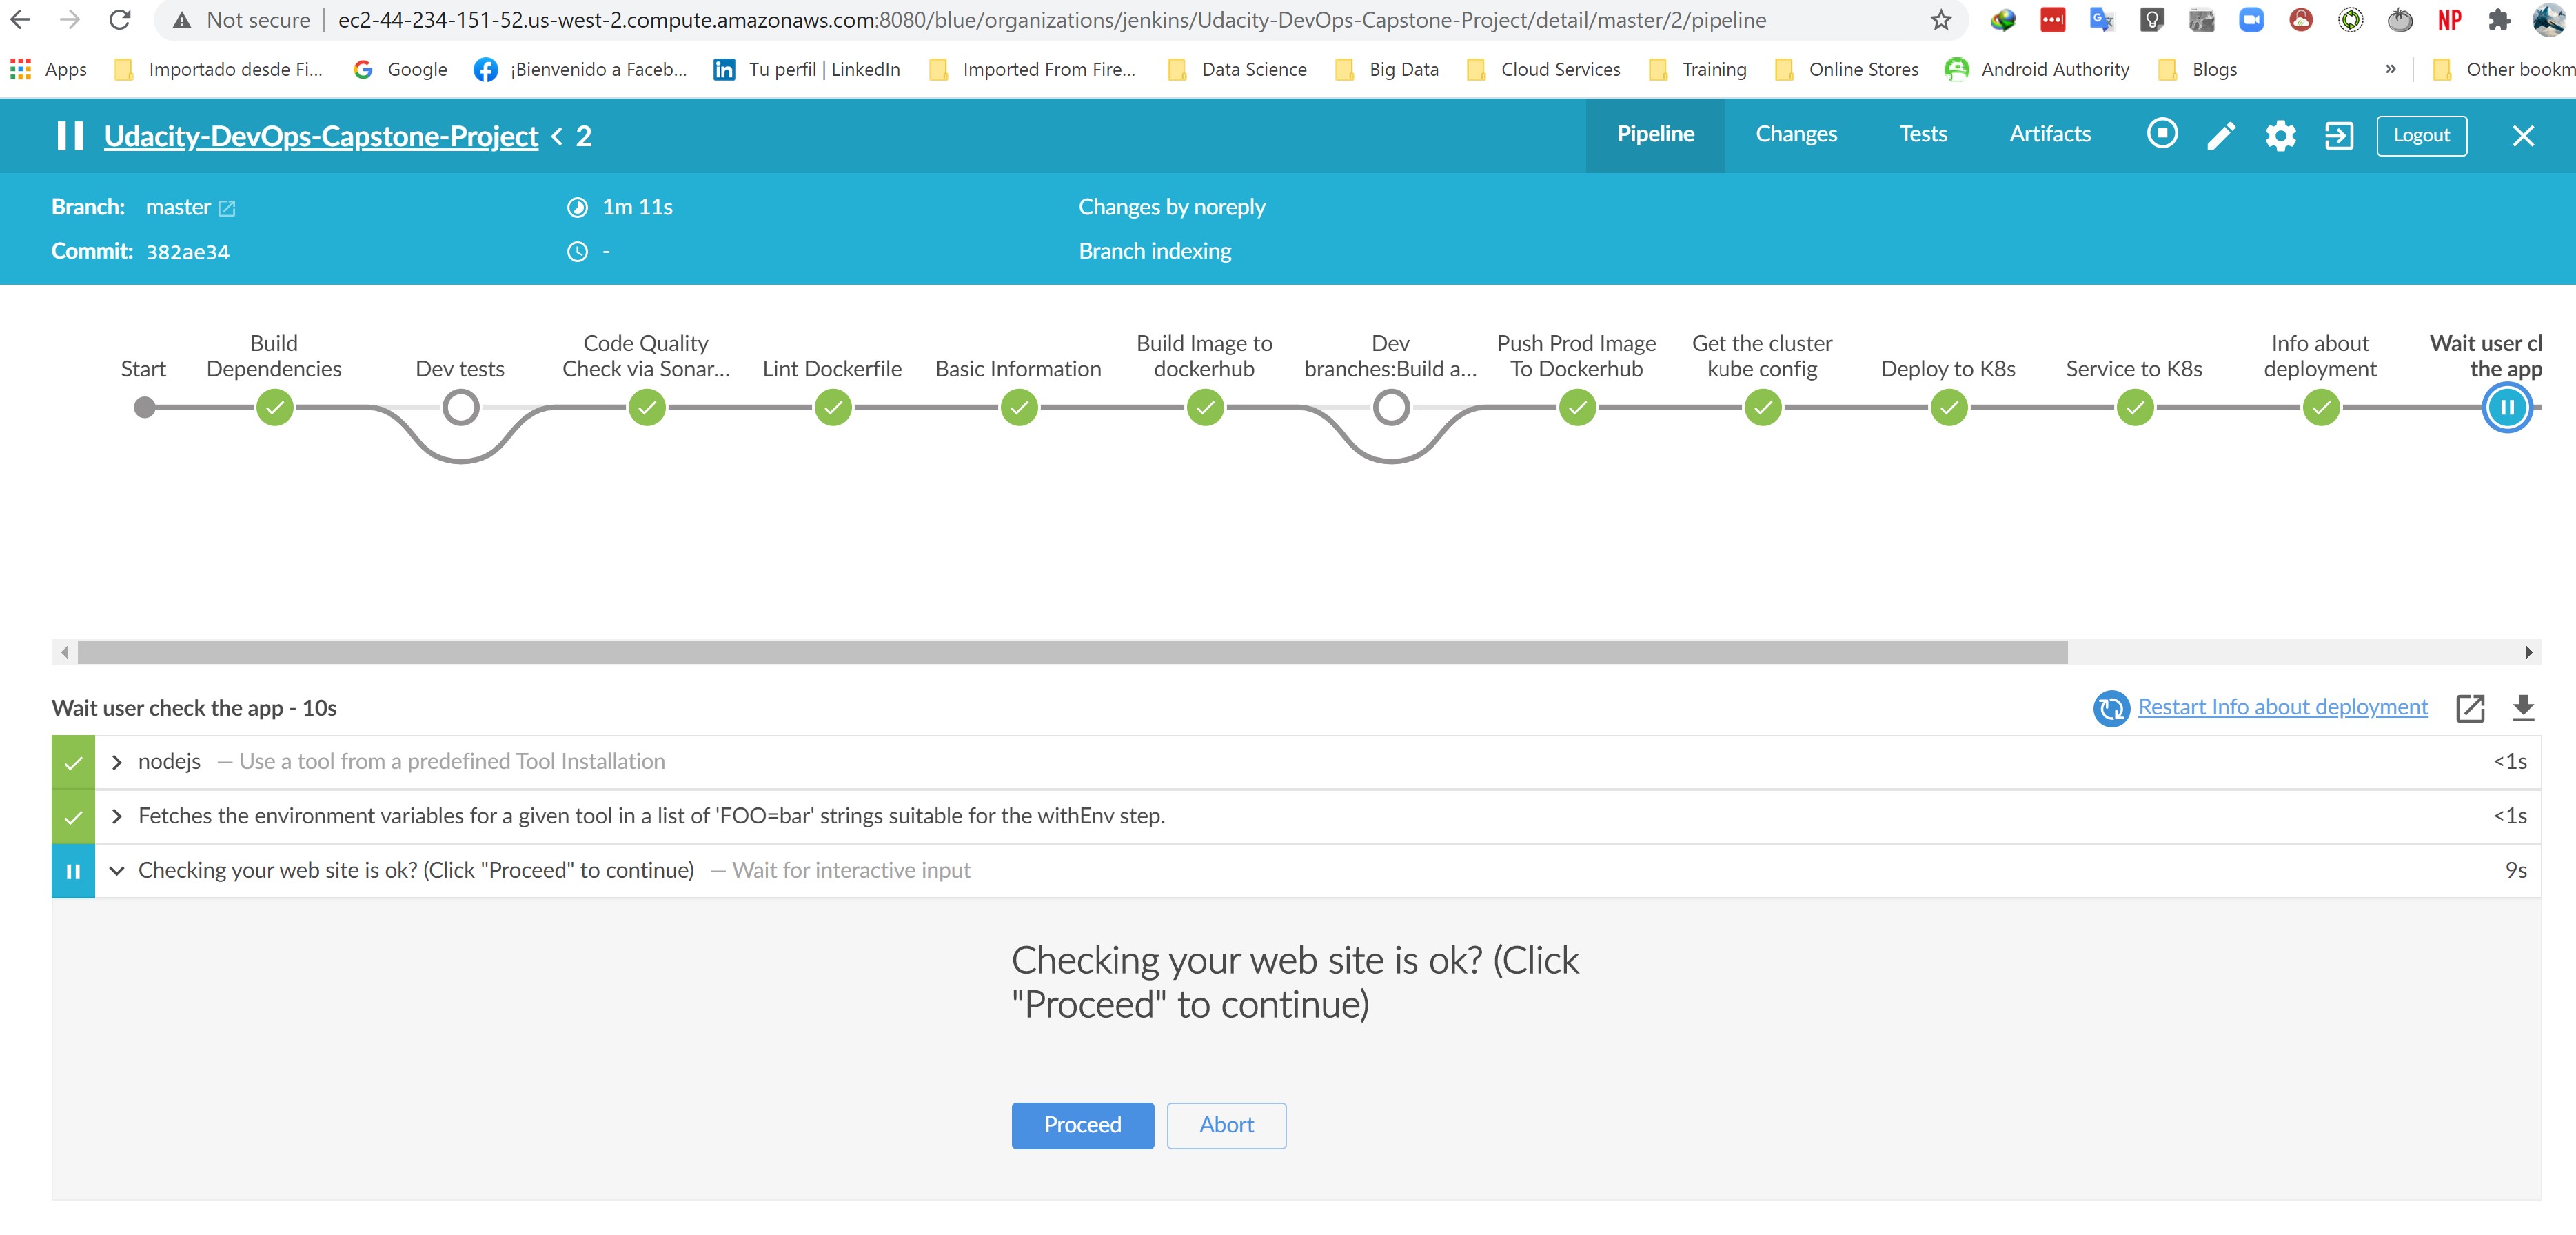 Not secure | ec2-44-234-151-52.us-west-2.compute.amazonaws.com:8080/blue/organizations/jenkins/Udacity-DevOps-Capstone-Project/detail/master/2/pipeline
NP
Apps Importado desde Fi... Google ¡Bienvenido a Faceb... Tu perfil | LinkedIn Imported From Fire... Data Science Big Data Cloud Services Training Online Stores Android Authority Blogs » Other bookm
Udacity-DevOps-Capstone-Project < 2 Pipeline Changes Tests Artifacts Logout
Branch: master 1m 11s Changes by noreply
Commit: 382ae34 - Branch indexing
Start
Build
Dependencies
Dev tests
Code Quality
Check via Sonar...
Lint Dockerfile
Basic Information
Build Image to
dockerhub
Dev
branches:Build a...
Push Prod Image
To Dockerhub
Get the cluster
kube config
Deploy to K8s
Service to K8s
Info about
deployment
Wait user ch
the app
Wait user check the app - 10s Restart Info about deployment
nodejs — Use a tool from a predefined Tool Installation <1s
Fetches the environment variables for a given tool in a list of 'FOO=bar' strings suitable for the withEnv step. <1s
Checking your web site is ok? (Click "Proceed" to continue) — Wait for interactive input 9s
Checking your web site is ok? (Click
"Proceed" to continue)
Proceed Abort